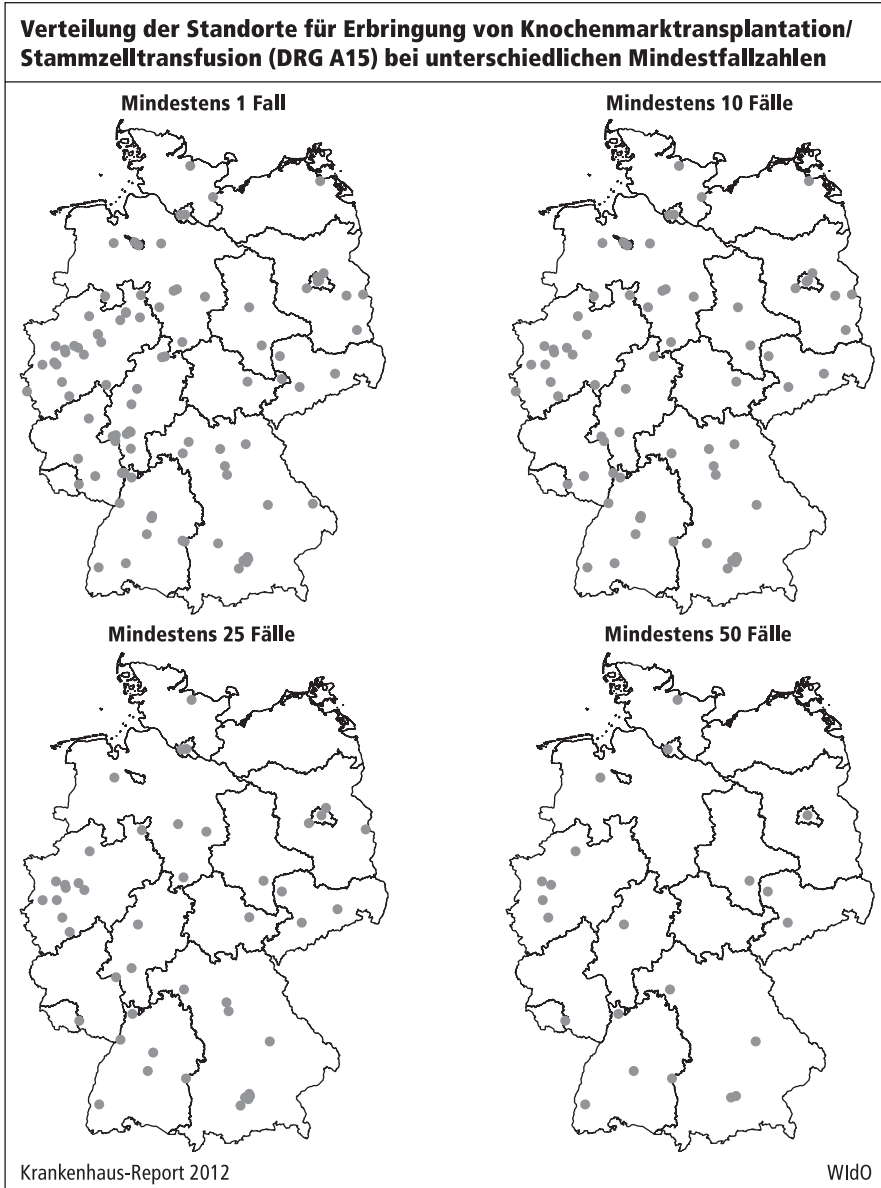 Verteilung der Standorte für Erbringung von Knochenmarktransplantation/
Stammzelltransfusion (DRG A15) bei unterschiedlichen Mindestfallzahlen
Mindestens 1 Fall
Mindestens 10 Fälle
Mindestens 25 Fälle
Mindestens 50 Fälle
Krankenhaus-Report 2012
WIdO